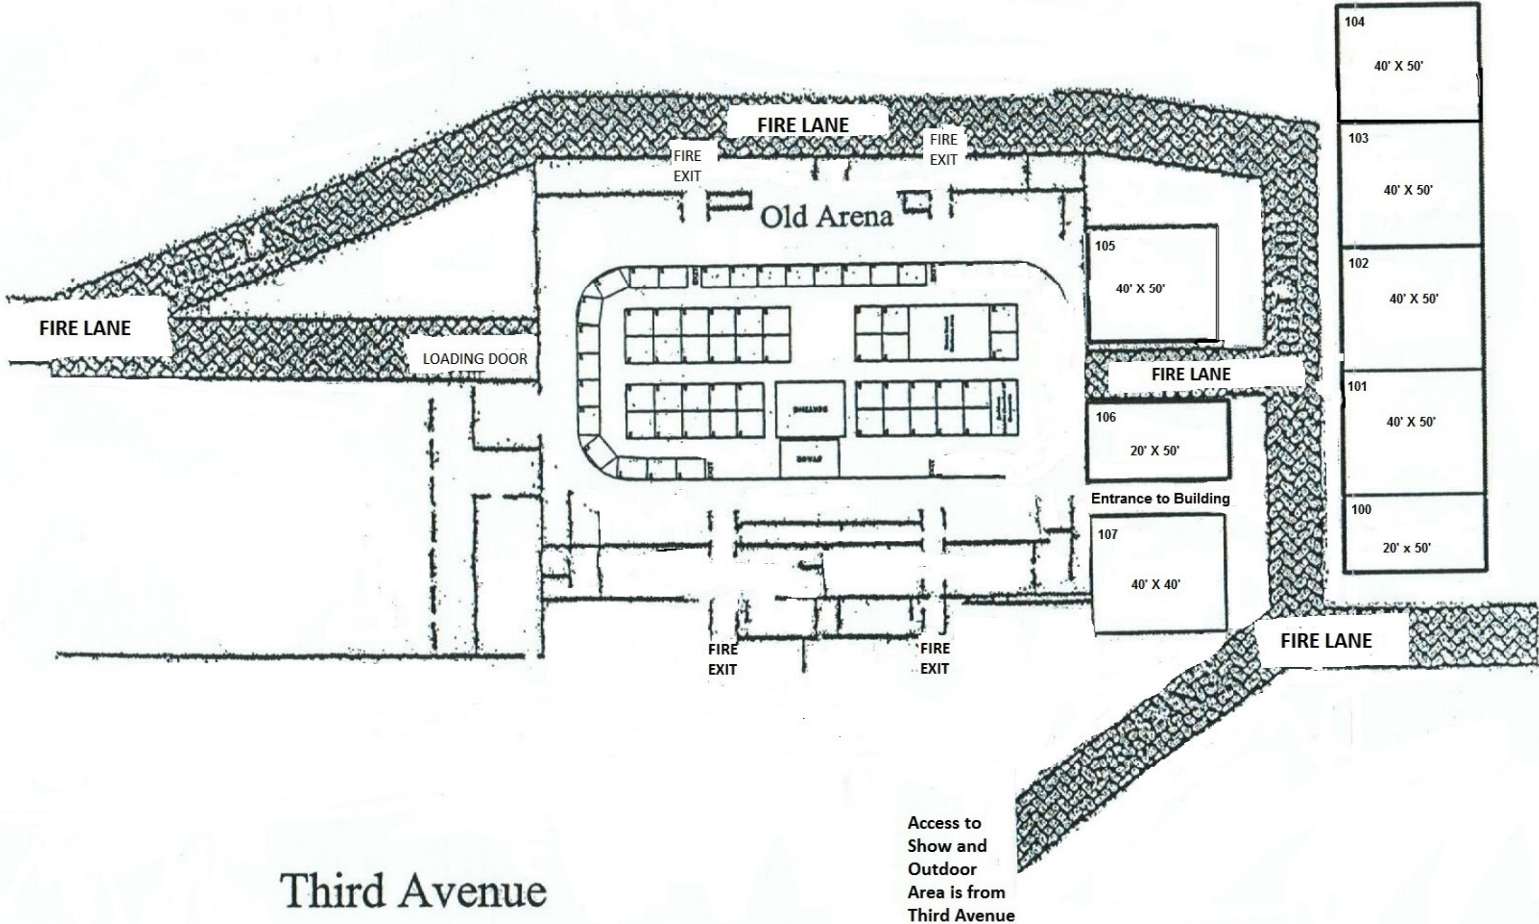 104
40' X 50'
FIRE LANE
FIRE
EXIT
FIRE
EXIT
103
40' X 50'
Old Arena
105
40' X 50'
102
40' X 50'
FIRE LANE
LOADING DOOR
FIRE LANE
101
40' X 50'
SEATING
106
20' X 50'
STAGE
Entrance to Building
100
20' x 50'
107
40' X 40'
FIRE
EXIT
FIRE
EXIT
FIRE LANE
Access to
Show and
Outdoor
Area is from
Third Avenue
Third Avenue